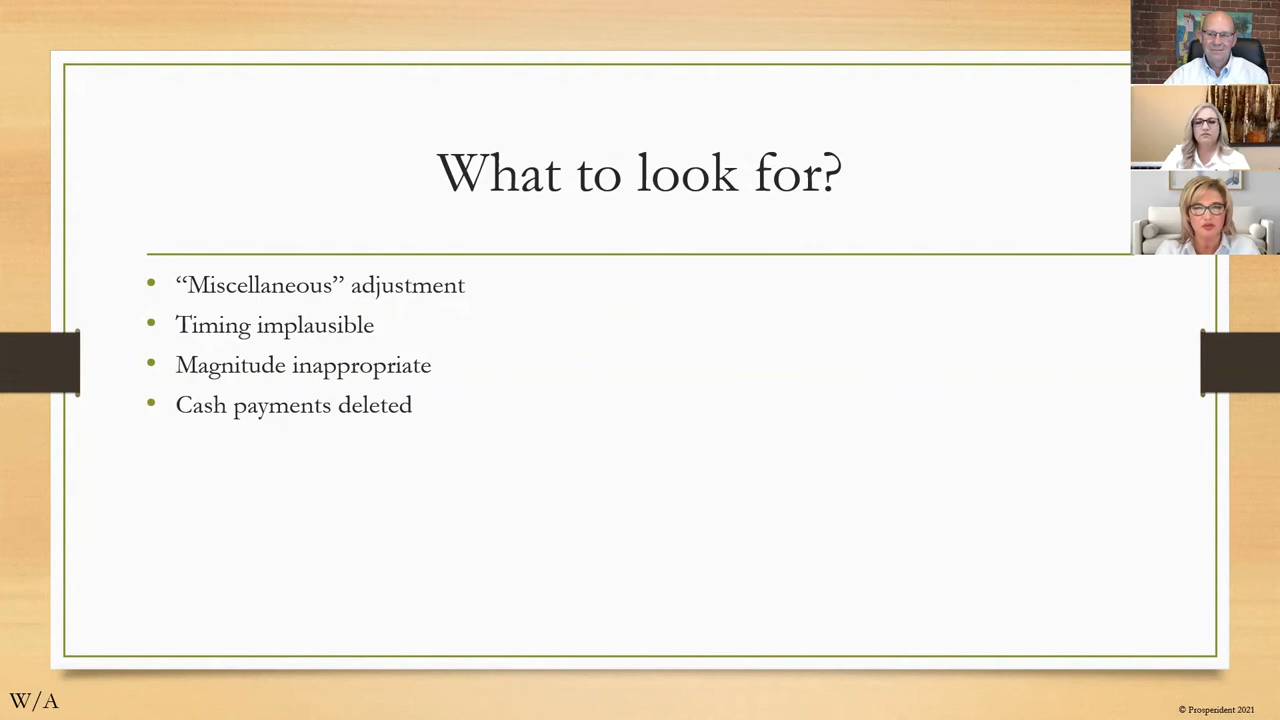 What to look for?
“Miscellaneous” adjustment
Timing implausible
Magnitude inappropriate
Cash payments deleted
W/A
© Prosperident 2021